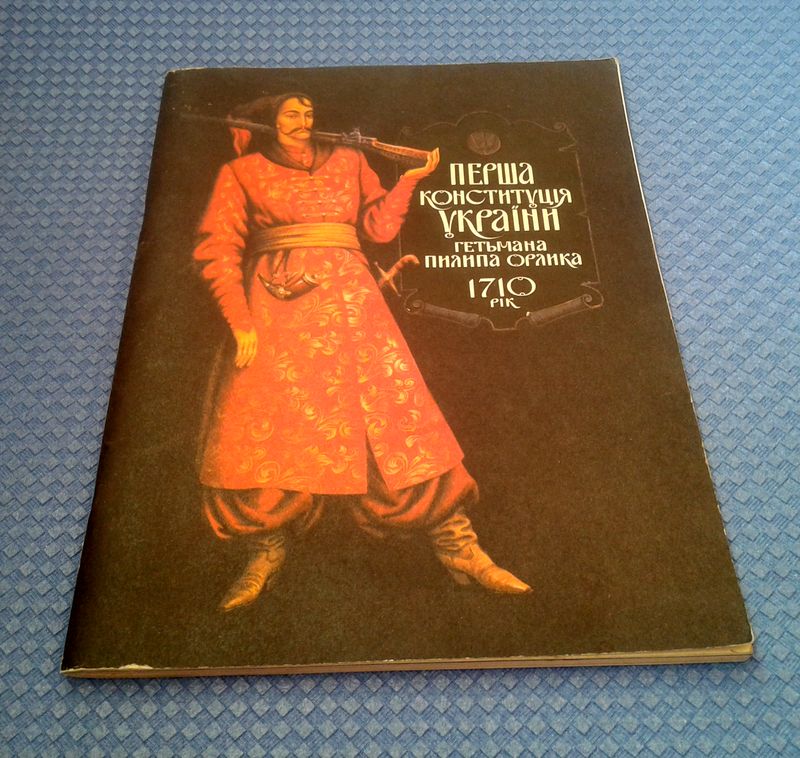 ПЕРША
КОНСТИТУЦІЯ
УКРАЇНИ
ГЕТЬМАНА
ПИЛИПА ОРЛИКА
1710
РІК